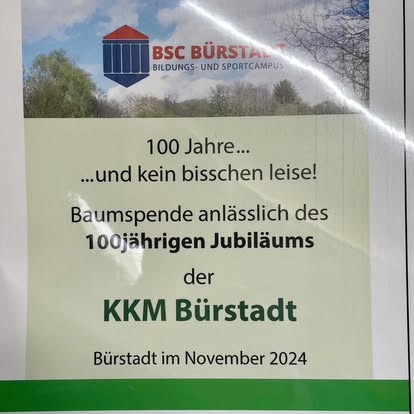 BSC BÜRSTADT
BILDUNGS- UND SPORTCAMPUS
100 Jahre...
...und kein bisschen leise!
Baumspende anlässlich des
100jährigen Jubiläums
der
KKM Bürstadt
Bürstadt im November 2024